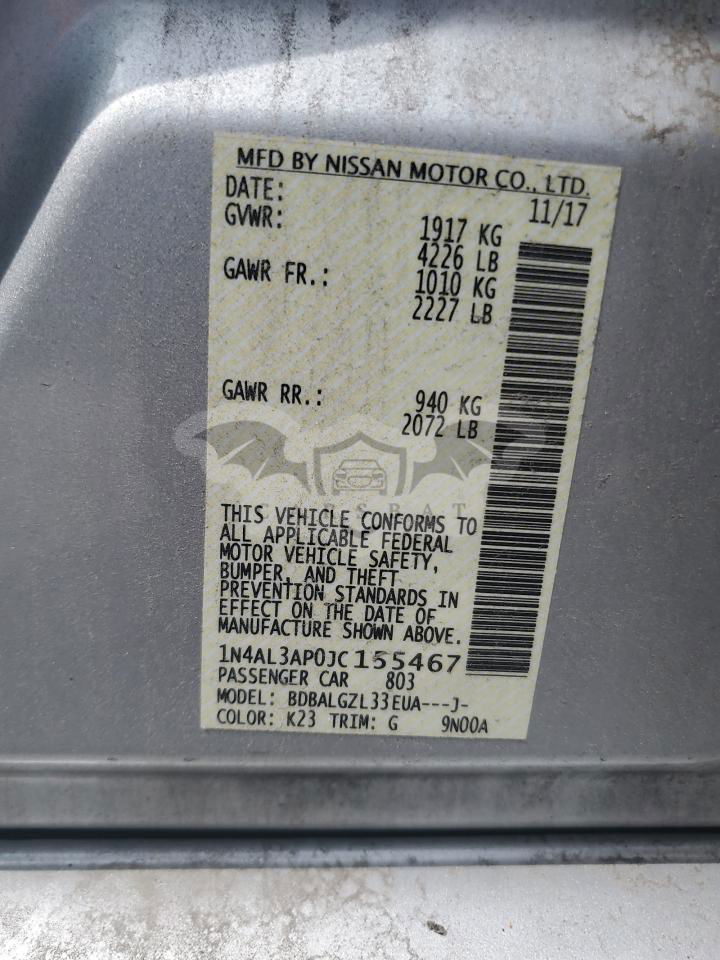 MFD BY NISSAN MOTOR CO., LTD.
DATE: 11/17
GVWR: 1917 KG
4226 LB
GAWR FR.: 1010 KG
2227 LB
GAWR RR.: 940 KG
2072 LB
THIS VEHICLE CONFORMS TO
ALL APPLICABLE FEDERAL
MOTOR VEHICLE SAFETY,
BUMPER, AND THEFT
PREVENTION STANDARDS IN
EFFECT ON THE DATE OF
MANUFACTURE SHOWN ABOVE.
1N4AL3AP0JC155467
PASSENGER CAR 803
MODEL: BDBALGZL33EUA---J-
COLOR: K23 TRIM: G 9N00A